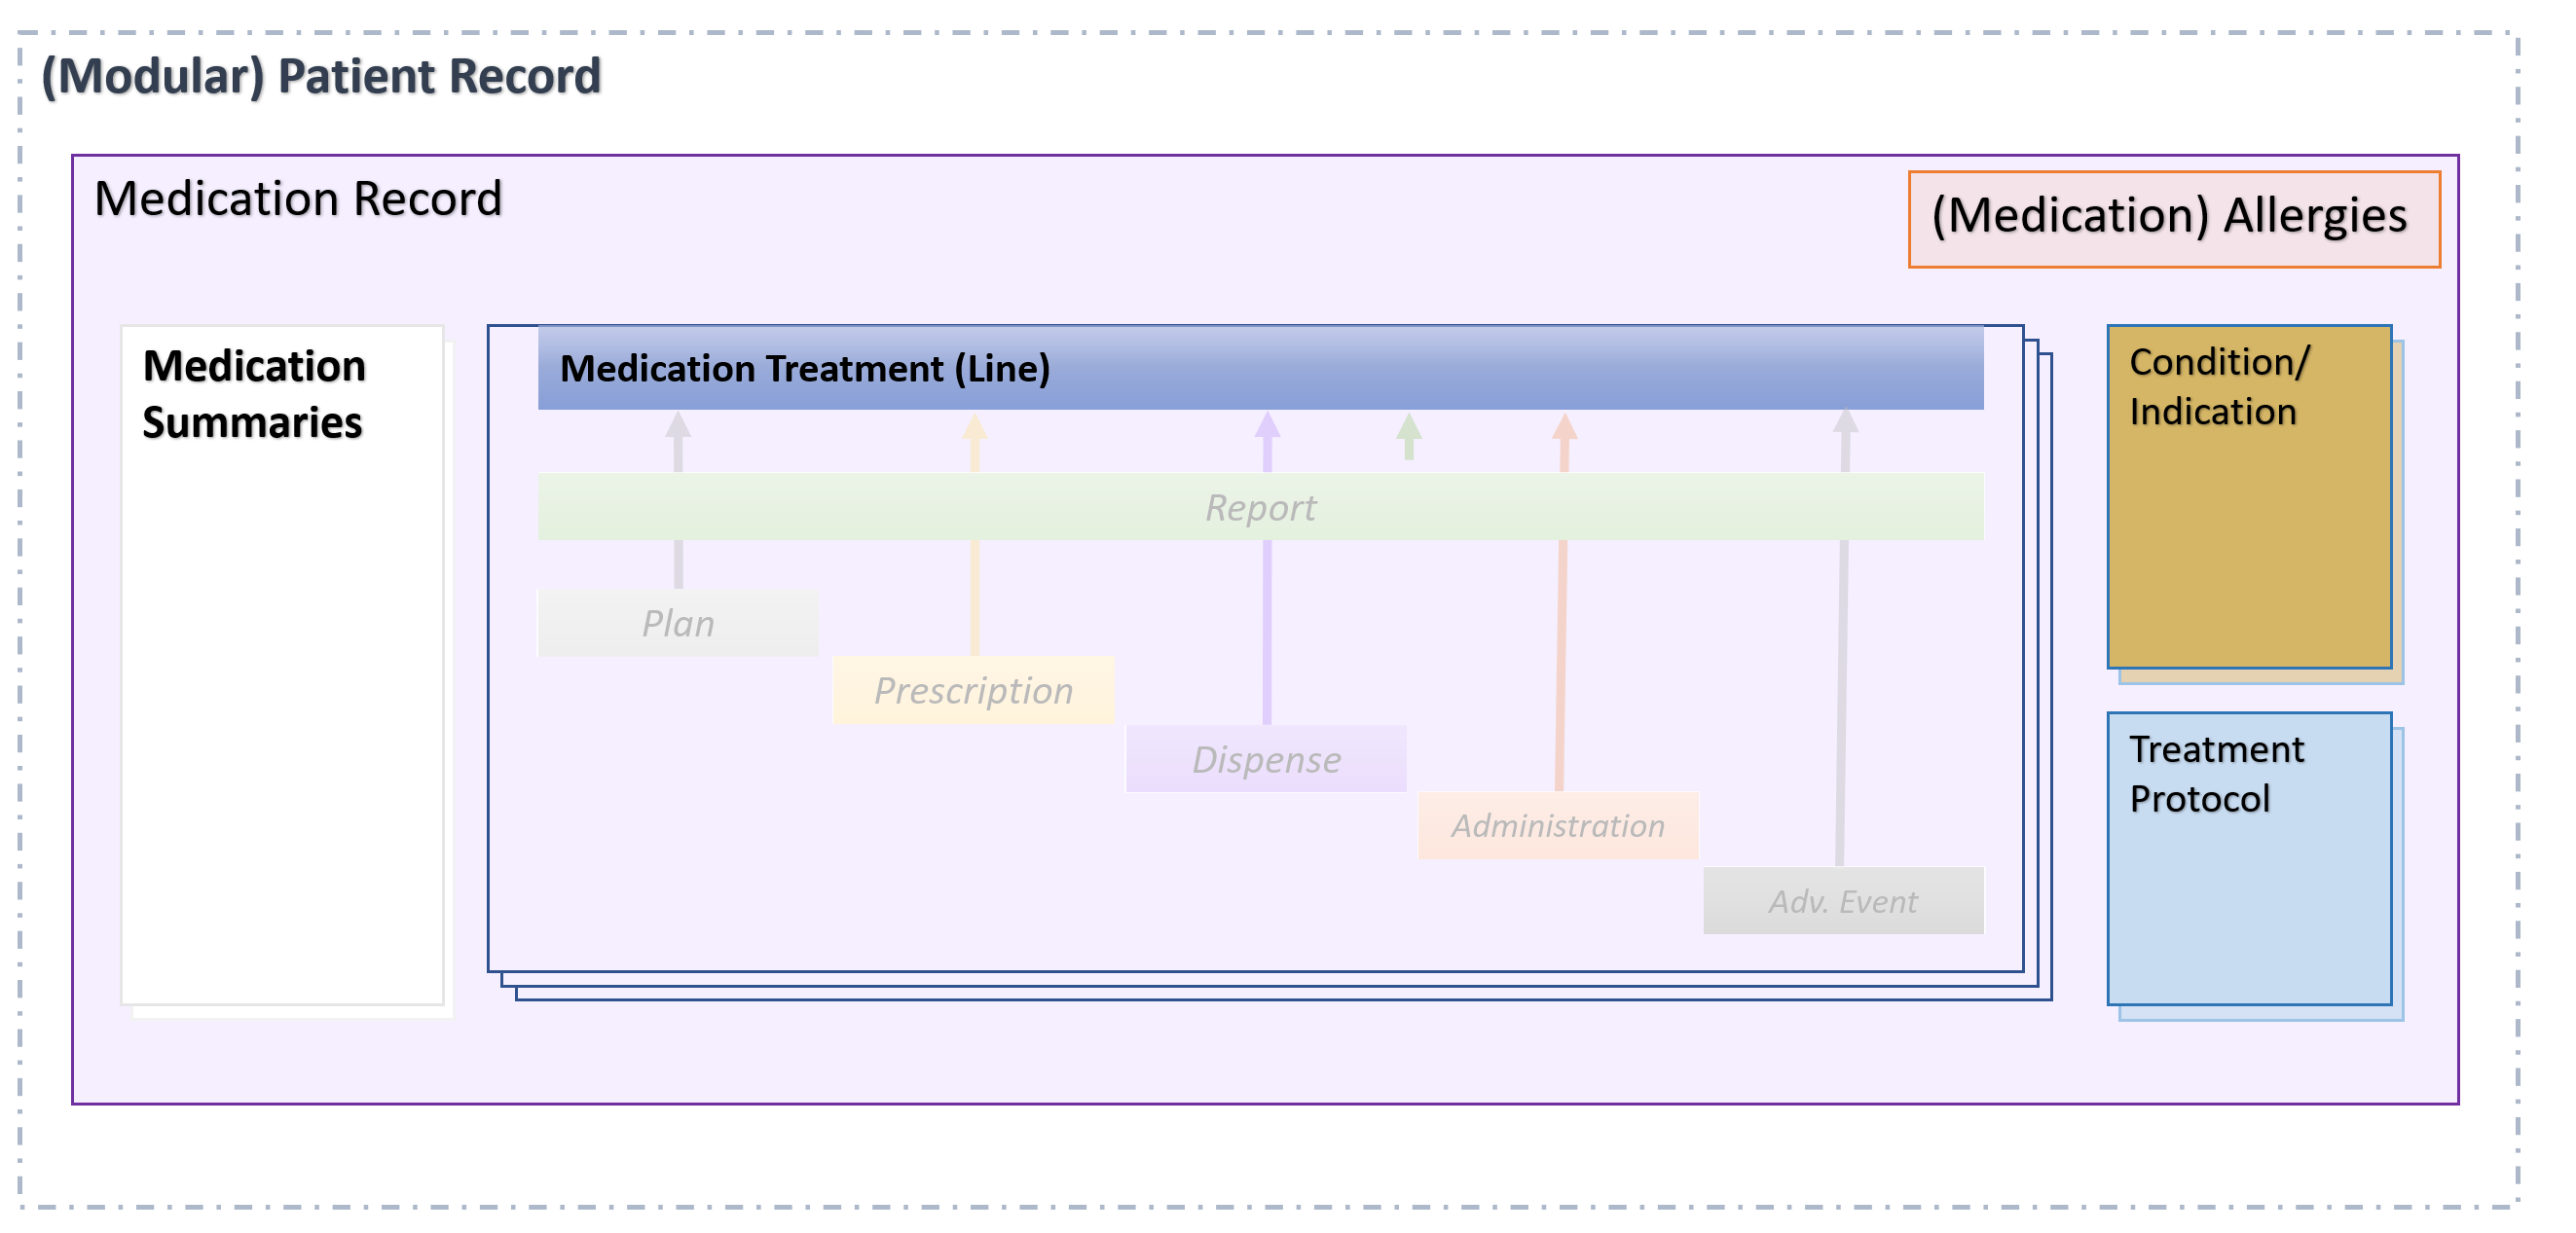 (Modular) Patient Record
Medication Record
(Medication) Allergies
Medication
Summaries
Medication Treatment (Line)
Report
Plan
Prescription
Dispense
Administration
Adv. Event
Condition/
Indication
Treatment
Protocol